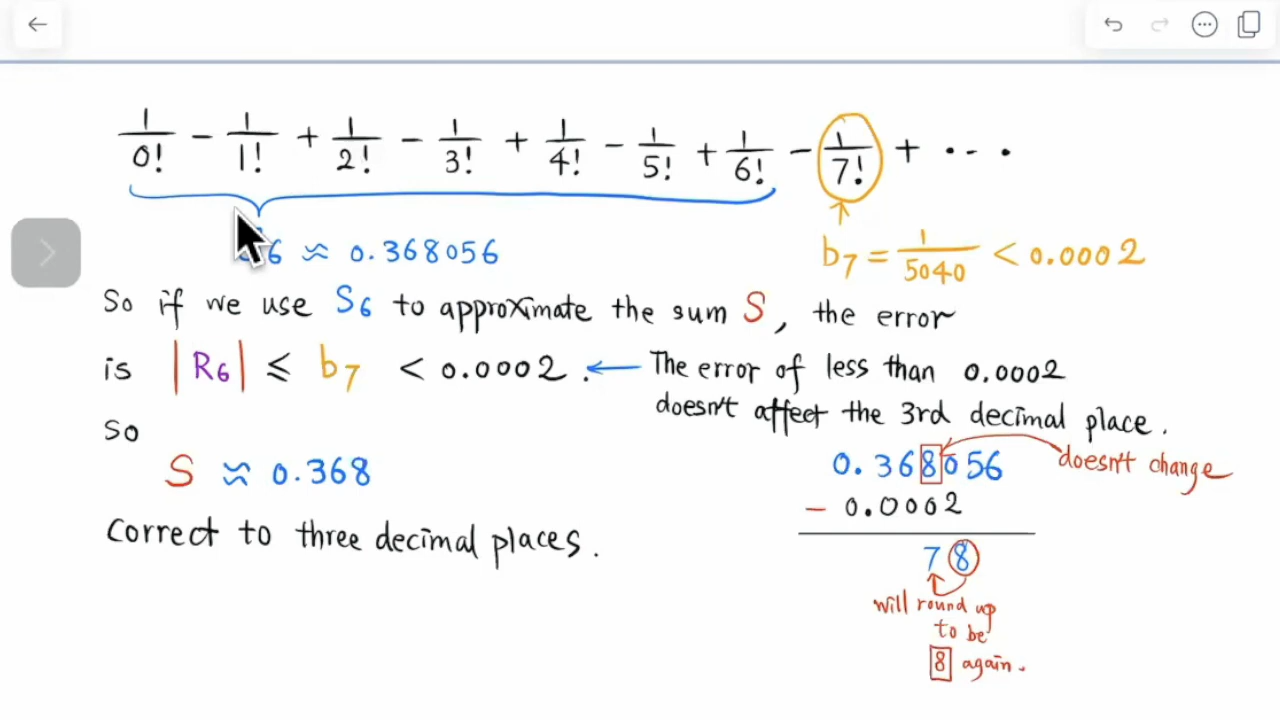 1/0! − 1/1! + 1/2! − 1/3! + 1/4! − 1/5! + 1/6! − 1/7! + ...
6 ≈ 0.368056
b₇ = 1/5040 < 0.0002
So if we use S₆ to approximate the sum S, the error
is |R₆| ≤ b₇ < 0.0002. ← The error of less than 0.0002
doesn't affect the 3rd decimal place.
So
S ≈ 0.368
correct to three decimal places.
0.368056
doesn't change
− 0.0002
78
will round up
to be
8 again.